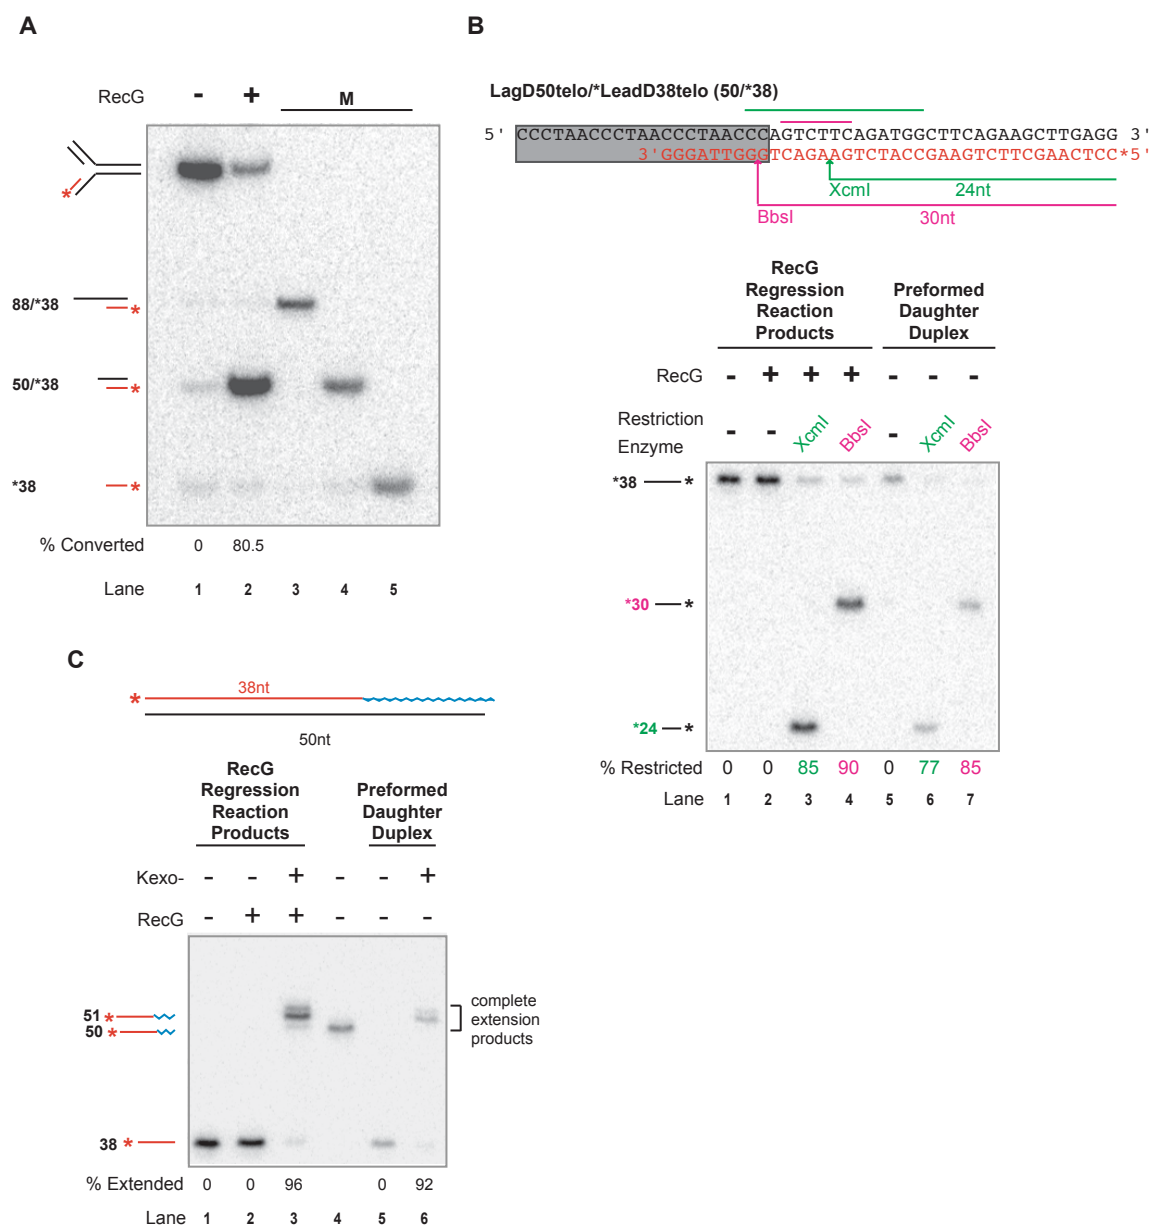 A
RecG - + M
* 
88/*38 *
50/*38 *
*38 *
% Converted 0 80.5
Lane 1 2 3 4 5
B
LagD50telo/*LeadD38telo (50/*38)
5' CCCTAACCCTAACCCTAACCCAGTCTTCAGATGGCTTCAGAAGCTTGAGG 3'
3'GGGATTGGGTCAGAAGTCTACCGAAGTCTTCGAACTCC*5'
XcmI 24nt
BbsI 30nt
RecG
Regression
Reaction
Products
Preformed
Daughter
Duplex
RecG - + + + - - -
Restriction
Enzyme
- - XcmI BbsI - XcmI BbsI
*38 *
*30 *
*24 *
% Restricted 0 0 85 90 0 77 85
Lane 1 2 3 4 5 6 7
C
* 38nt
50nt
RecG
Regression
Reaction
Products
Preformed
Daughter
Duplex
Kexo- - - + - - +
RecG - + + - - -
51 *
50 *
38 *
complete
extension
products
% Extended 0 0 96 0 92
Lane 1 2 3 4 5 6